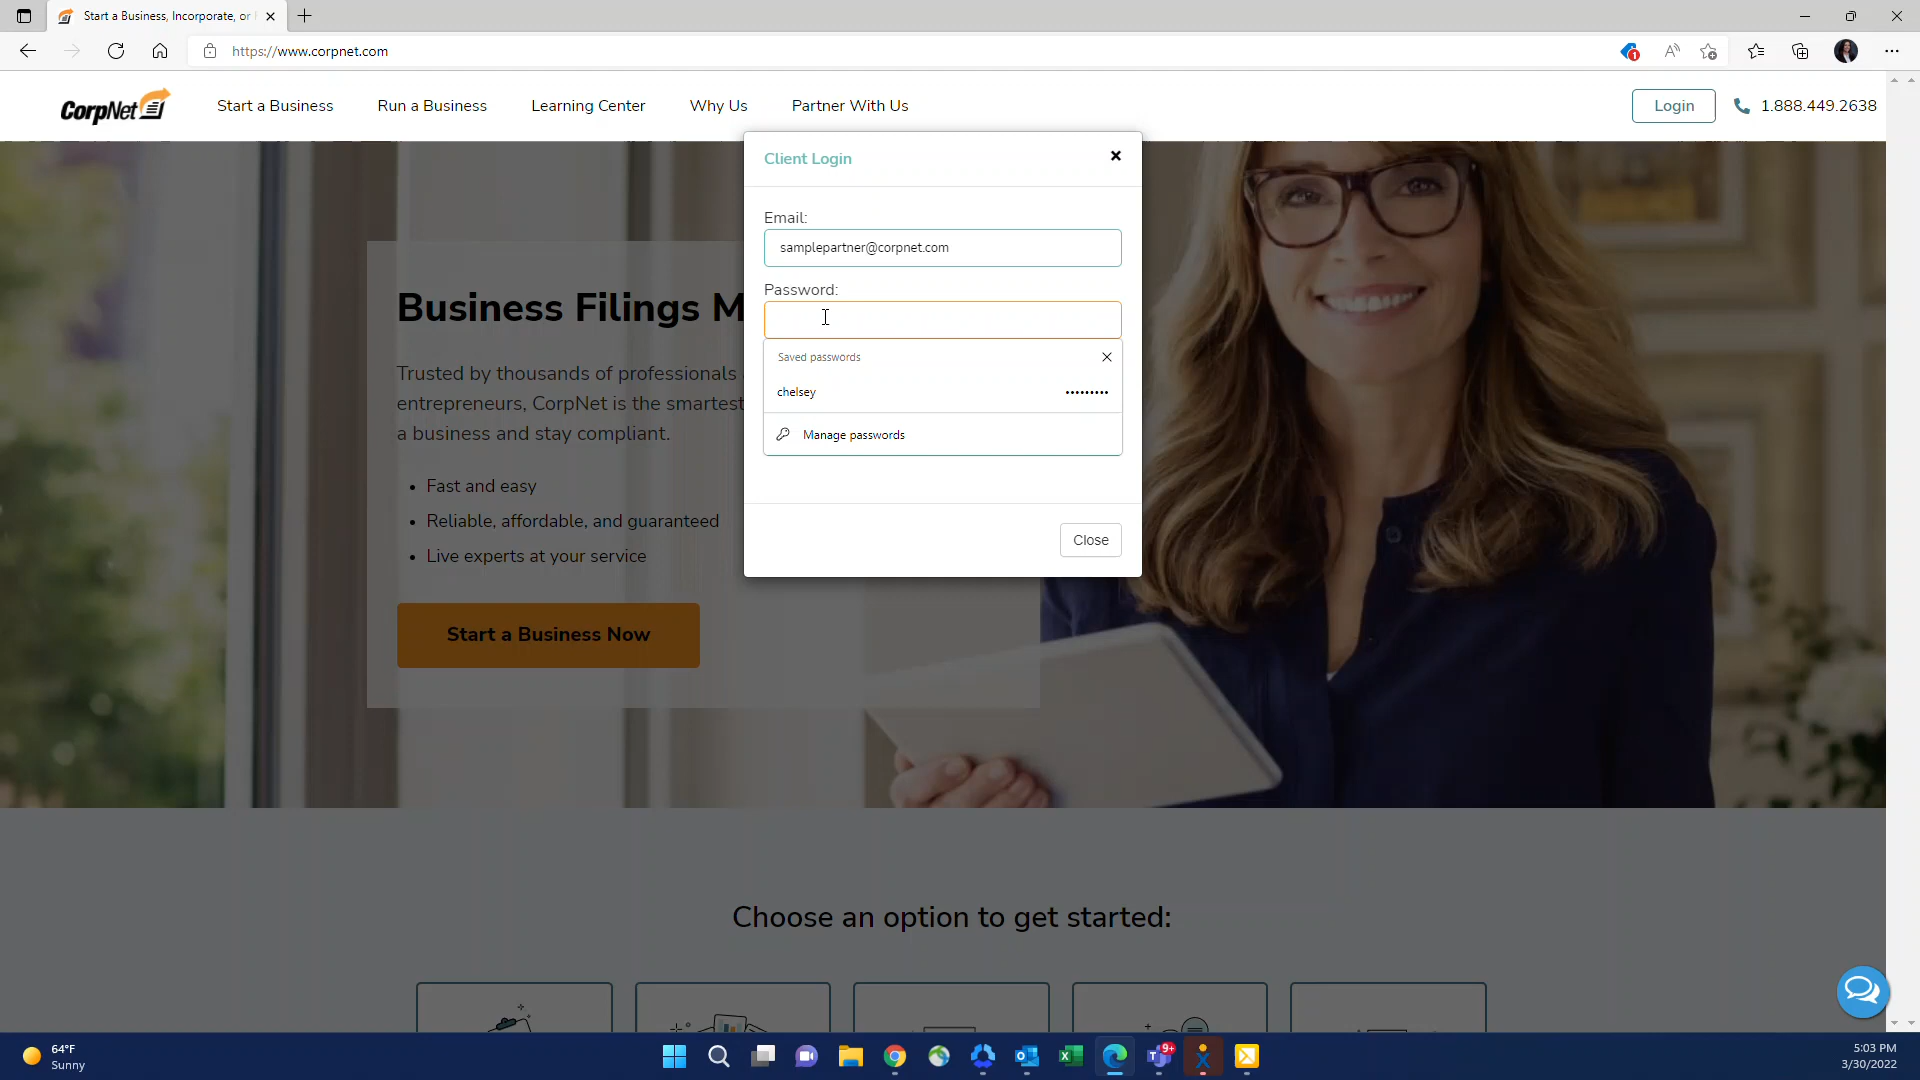 Start a Business, Incorporate, or
https://www.corpnet.com
1
CorpNet
Start a Business
Run a Business
Learning Center
Why Us
Partner With Us
Login
1.888.449.2638
Client Login
Email:
samplepartner@corpnet.com
Password:
Saved passwords
chelsey
Manage passwords
Close
Business Filings M
Trusted by thousands of professionals
entrepreneurs, CorpNet is the smartest
a business and stay compliant.
• Fast and easy
• Reliable, affordable, and guaranteed
• Live experts at your service
Start a Business Now
Choose an option to get started:
64°F
Sunny
9+
5:03 PM
3/30/2022